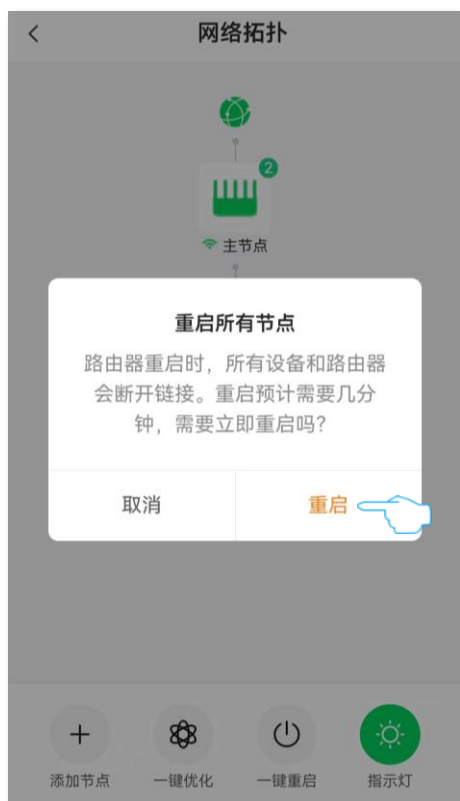 网络拓扑
2
主节点
重启所有节点
路由器重启时，所有设备和路由器
会断开链接。重启预计需要几分
钟，需要立即重启吗？
取消
重启
添加节点
一键优化
一键重启
指示灯